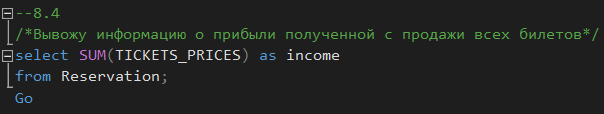 --8.4
/*Вывожу информацию о прибыли полученной с продажи всех билетов*/
select SUM(TICKETS_PRICES) as income
from Reservation;
Go